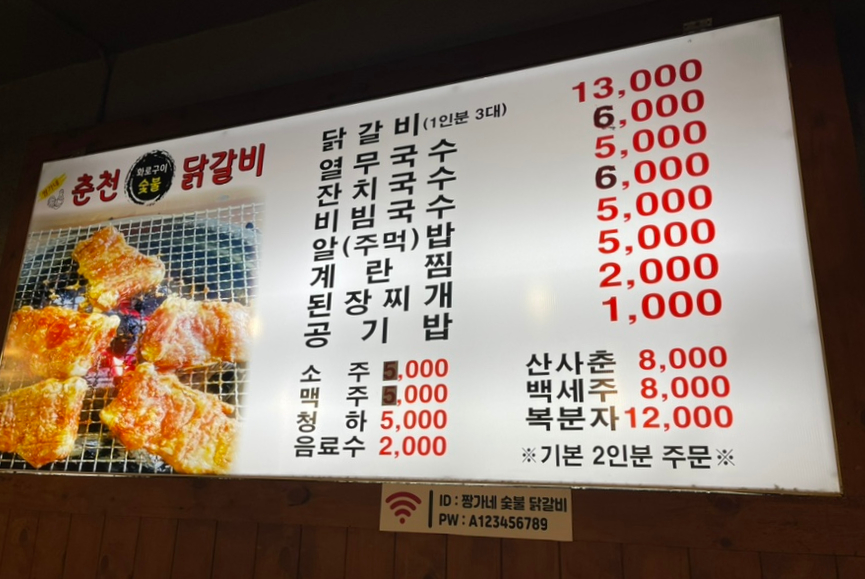 춘천 화로구이 숯불 닭갈비
닭갈비(1인분 3대) 13,000
열무국수 6,000
잔치국수 5,000
비빔국수 6,000
알(주먹)밥 5,000
계란찜 5,000
된장찌개 2,000
공기밥 1,000
소주 5,000
맥주 5,000
청하 5,000
음료수 2,000
산사춘 8,000
백세주 8,000
복분자 12,000
※기본 2인분 주문※
ID : 짱가네 숯불 닭갈비
PW : A123456789